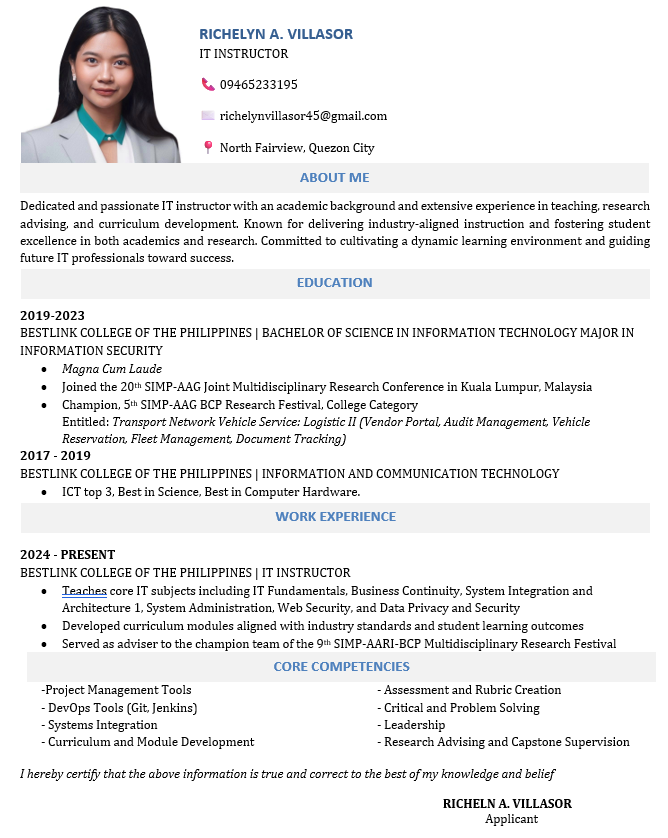 RICHELYN A. VILLASOR
IT INSTRUCTOR
09465233195
richelynvillasor45@gmail.com
North Fairview, Quezon City
ABOUT ME
Dedicated and passionate IT instructor with an academic background and extensive experience in teaching, research
advising, and curriculum development. Known for delivering industry-aligned instruction and fostering student
excellence in both academics and research. Committed to cultivating a dynamic learning environment and guiding
future IT professionals toward success.
EDUCATION
2019-2023
BESTLINK COLLEGE OF THE PHILIPPINES | BACHELOR OF SCIENCE IN INFORMATION TECHNOLOGY MAJOR IN
INFORMATION SECURITY
• Magna Cum Laude
• Joined the 20th SIMP-AAG Joint Multidisciplinary Research Conference in Kuala Lumpur, Malaysia
• Champion, 5th SIMP-AAG BCP Research Festival, College Category
Entitled: Transport Network Vehicle Service: Logistic II (Vendor Portal, Audit Management, Vehicle
Reservation, Fleet Management, Document Tracking)
2017 - 2019
BESTLINK COLLEGE OF THE PHILIPPINES | INFORMATION AND COMMUNICATION TECHNOLOGY
• ICT top 3, Best in Science, Best in Computer Hardware.
WORK EXPERIENCE
2024 - PRESENT
BESTLINK COLLEGE OF THE PHILIPPINES | IT INSTRUCTOR
• Teaches core IT subjects including IT Fundamentals, Business Continuity, System Integration and
Architecture 1, System Administration, Web Security, and Data Privacy and Security
• Developed curriculum modules aligned with industry standards and student learning outcomes
• Served as adviser to the champion team of the 9th SIMP-AARI-BCP Multidisciplinary Research Festival
CORE COMPETENCIES
-Project Management Tools
- DevOps Tools (Git, Jenkins)
- Systems Integration
- Curriculum and Module Development
- Assessment and Rubric Creation
- Critical and Problem Solving
- Leadership
- Research Advising and Capstone Supervision
I hereby certify that the above information is true and correct to the best of my knowledge and belief
RICHELN A. VILLASOR
Applicant